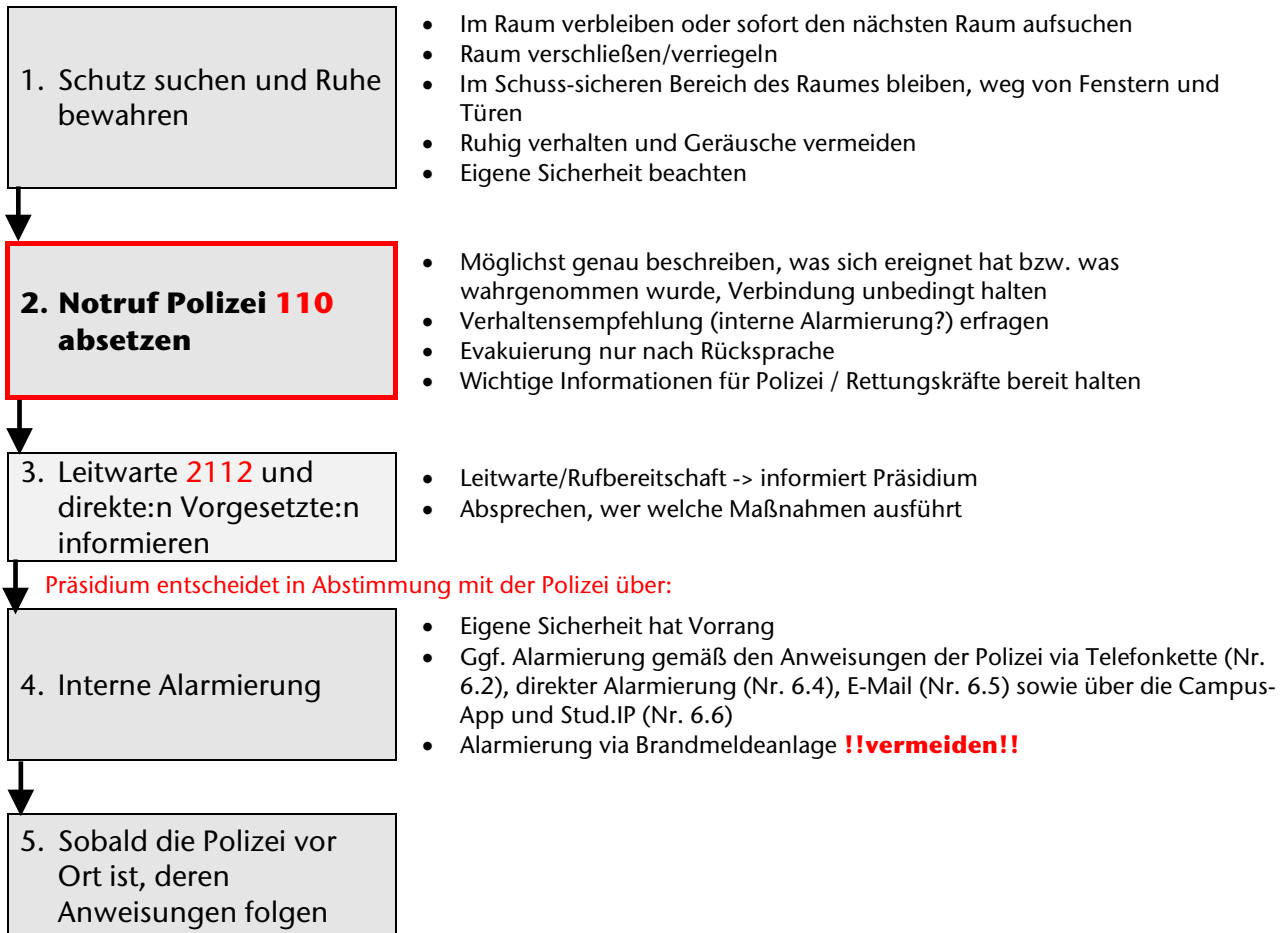 1. Schutz suchen und Ruhe
bewahren
• Im Raum verbleiben oder sofort den nächsten Raum aufsuchen
• Raum verschließen/verriegeln
• Im Schuss-sicheren Bereich des Raumes bleiben, weg von Fenstern und
Türen
• Ruhig verhalten und Geräusche vermeiden
• Eigene Sicherheit beachten
2. Notruf Polizei 110
absetzen
• Möglichst genau beschreiben, was sich ereignet hat bzw. was
wahrgenommen wurde, Verbindung unbedingt halten
• Verhaltensempfehlung (interne Alarmierung?) erfragen
• Evakuierung nur nach Rücksprache
• Wichtige Informationen für Polizei / Rettungskräfte bereit halten
3. Leitwarte 2112 und
direkte:n Vorgesetzte:n
informieren
• Leitwarte/Rufbereitschaft -> informiert Präsidium
• Absprechen, wer welche Maßnahmen ausführt
Präsidium entscheidet in Abstimmung mit der Polizei über:
4. Interne Alarmierung
• Eigene Sicherheit hat Vorrang
• Ggf. Alarmierung gemäß den Anweisungen der Polizei via Telefonkette (Nr.
6.2), direkter Alarmierung (Nr. 6.4), E-Mail (Nr. 6.5) sowie über die Campus-
App und Stud.IP (Nr. 6.6)
• Alarmierung via Brandmeldeanlage !!vermeiden!!
5. Sobald die Polizei vor
Ort ist, deren
Anweisungen folgen